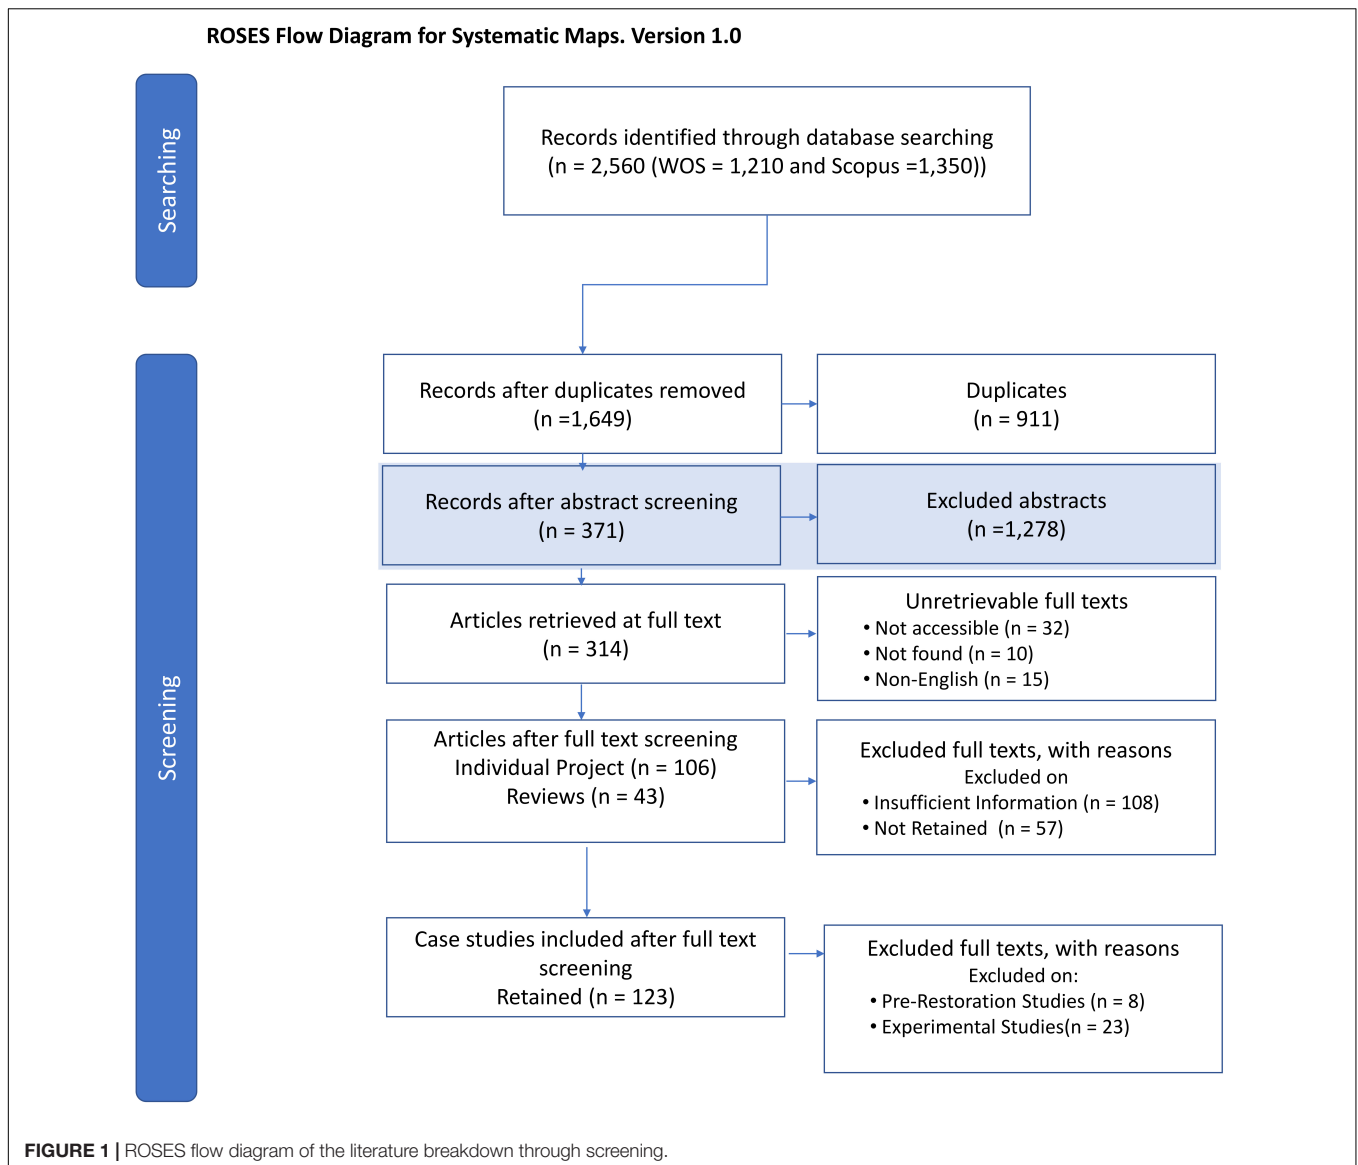 ROSES Flow Diagram for Systematic Maps. Version 1.0
Searching
Records identified through database searching
(n = 2,560 (WOS = 1,210 and Scopus =1,350))
Screening
Records after duplicates removed
(n =1,649)
Duplicates
(n = 911)
Records after abstract screening
(n = 371)
Excluded abstracts
(n =1,278)
Articles retrieved at full text
(n = 314)
Unretrievable full texts
• Not accessible (n = 32)
• Not found (n = 10)
• Non-English (n = 15)
Articles after full text screening
Individual Project (n = 106)
Reviews (n = 43)
Excluded full texts, with reasons
Excluded on
• Insufficient Information (n = 108)
• Not Retained (n = 57)
Case studies included after full text
screening
Retained (n = 123)
Excluded full texts, with reasons
Excluded on:
• Pre-Restoration Studies (n = 8)
• Experimental Studies(n = 23)
FIGURE 1 | ROSES flow diagram of the literature breakdown through screening.